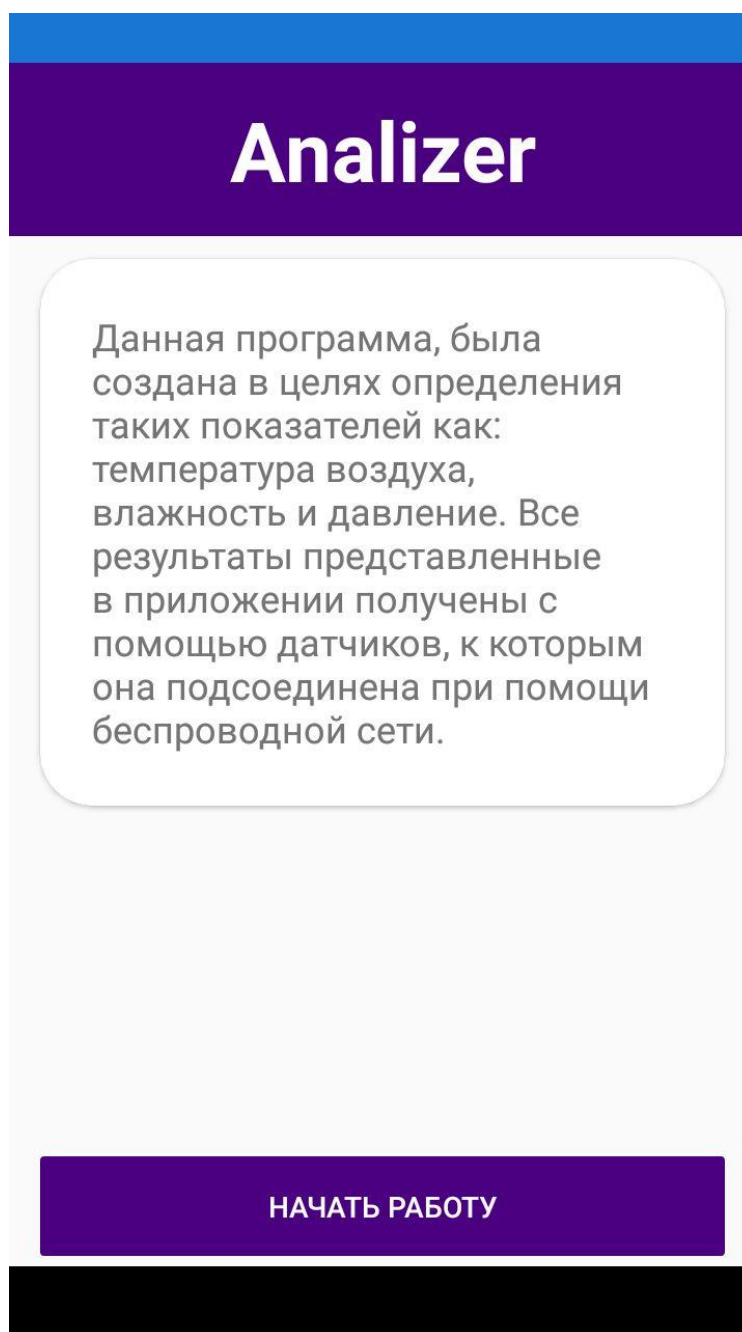 Analizer
Данная программа, была
создана в целях определения
таких показателей как:
температура воздуха,
влажность и давление. Все
результаты представленные
в приложении получены с
помощью датчиков, к которым
она подсоединена при помощи
беспроводной сети.
НАЧАТЬ РАБОТУ